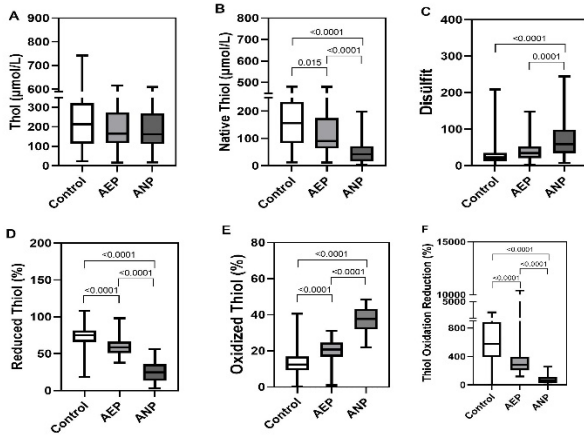 A
Thol (µmol/L)
900
800
700
600
300
200
100
0
Control
AEP
ANP
B
Native Thiol (µmol/L)
800
700
600
500
200
100
0
<0.0001
0.015
<0.0001
Control
AEP
ANP
C
Disülfit
400
300
200
100
0
<0.0001
0.0001
Control
AEP
ANP
D
Reduced Thiol (%)
200
150
100
50
0
<0.0001
<0.0001
<0.0001
Control
AEP
ANP
E
Oxidized Thiol (%)
80
60
40
20
0
<0.0001
<0.0001
<0.0001
Control
AEP
ANP
F
Thiol Oxidation Reduction (%)
15000
10000
5000
800
400
0
<0.0001
<0.0001
<0.0001
Control
AEP
ANP